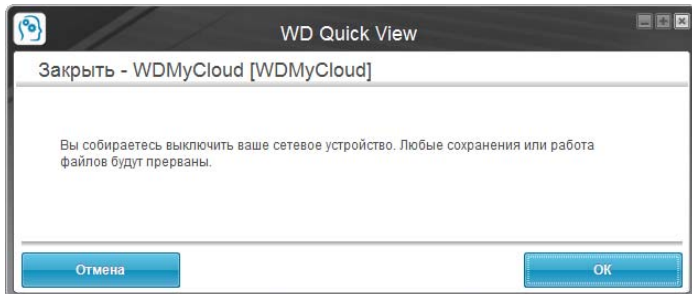 WD Quick View
Закрыть - WDMyCloud [WDMyCloud]
Вы собираетесь выключить ваше сетевое устройство. Любые сохранения или работа
файлов будут прерваны.
Отмена
OK